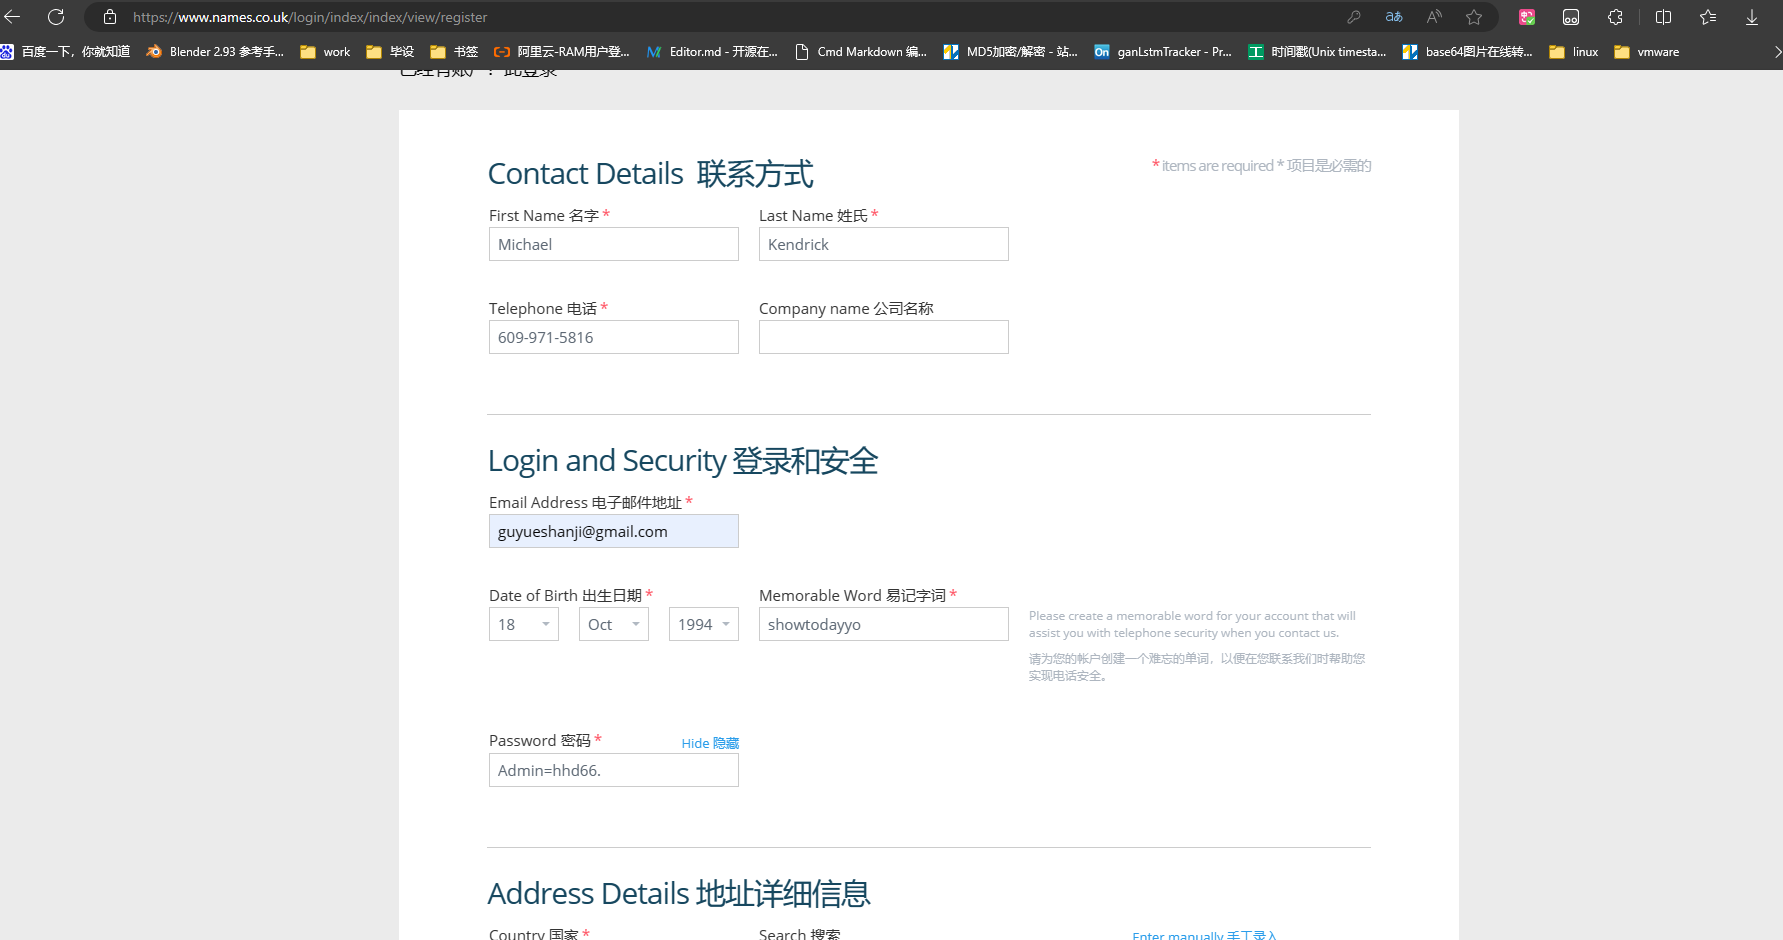 https://www.names.co.uk/login/index/index/view/register
百度一下，你就知道 Blender 2.93 参考手... work 毕设 书签 阿里云-RAM用户登... Editor.md - 开源在... Cmd Markdown 编... MD5加密/解密 - 站... ganLstmTracker - Pr... 时间戳(Unix timesta... base64图片在线转... linux vmware
Contact Details 联系方式
* items are required * 项目是必需的
First Name 名字 * Last Name 姓氏 *
Michael Kendrick
Telephone 电话 * Company name 公司名称
609-971-5816
Login and Security 登录和安全
Email Address 电子邮件地址 *
guyueshanji@gmail.com
Date of Birth 出生日期 * Memorable Word 易记字词 *
18 Oct 1994 showtodayyo
Please create a memorable word for your account that will
assist you with telephone security when you contact us.
请为您的帐户创建一个难忘的单词，以便在您联系我们时帮助您
实现电话安全。
Password 密码 * Hide 隐藏
Admin=hhd66.
Address Details 地址详细信息
Country 国家 * Search 搜索 Enter manually 手工录入